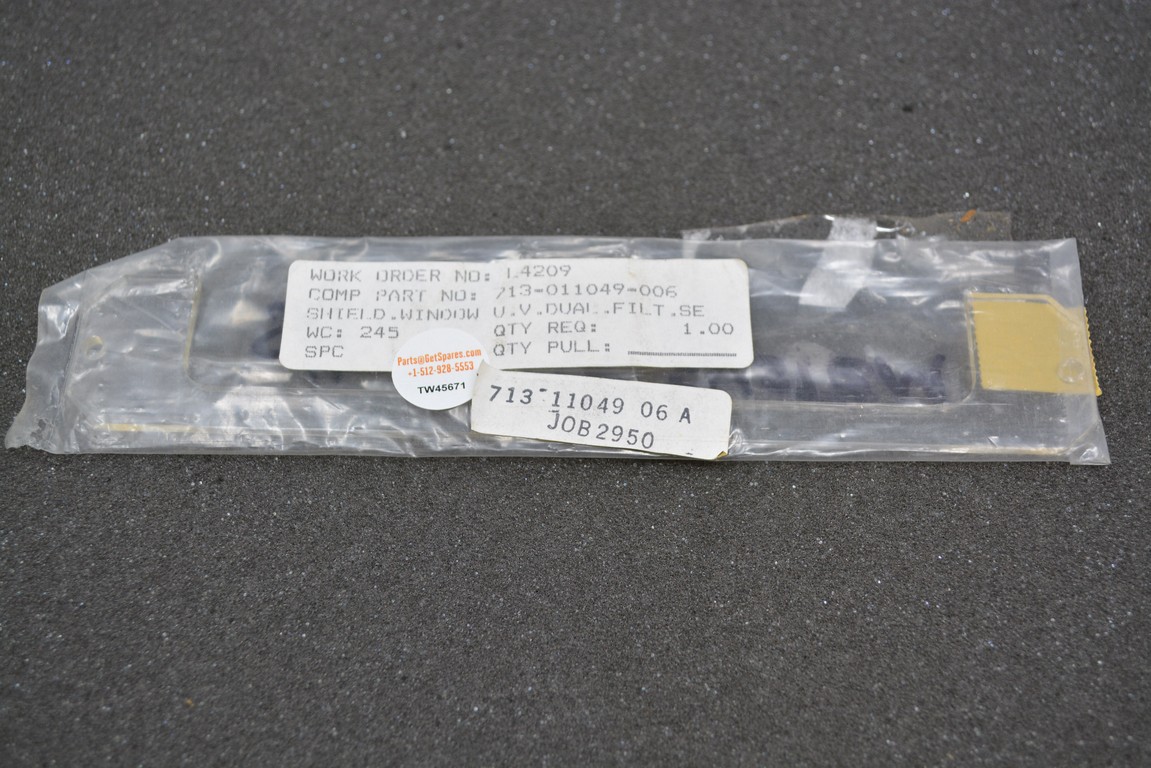 WORK ORDER NO: L4209
COMP PART NO: 713-011049-006
SHIELD.WINDOW U.V.DUAL.FILT.SE
WC: 245 QTY REQ: 1.00
SPC QTY PULL:
Parts@GetSpares.com
+1-512-928-5553
TW45671
713-11049 06 A
JOB2950